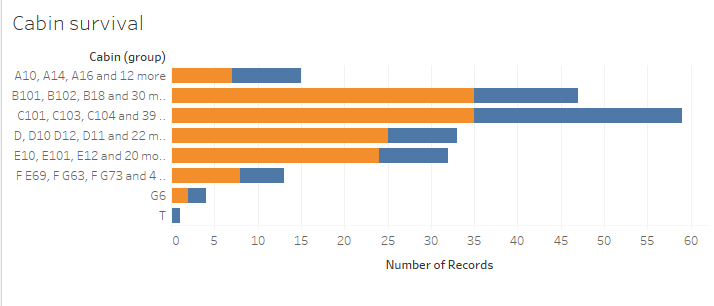 Cabin survival
Cabin (group)
A10, A14, A16 and 12 more
B101, B102, B18 and 30 m..
C101, C103, C104 and 39 ..
D, D10 D12, D11 and 22 m..
E10, E101, E12 and 20 mo..
F E69, F G63, F G73 and 4 ..
G6
T
0 5 10 15 20 25 30 35 40 45 50 55 60
Number of Records